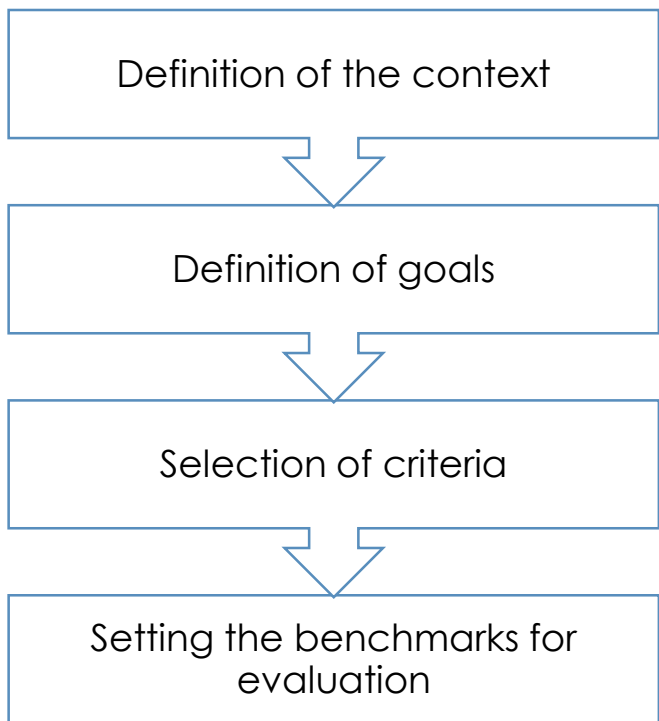 Definition of the context
Definition of goals
Selection of criteria
Setting the benchmarks for
evaluation